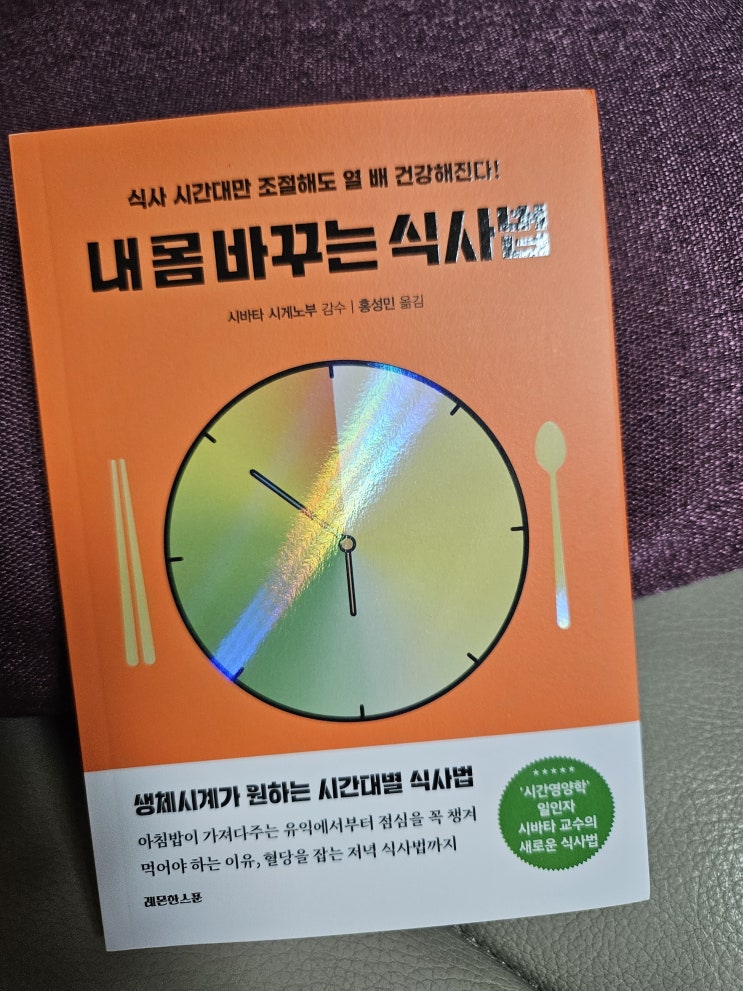 식사 시간대만 조절해도 열 배 건강해진다!
내 몸 바꾸는 식사법
시바타 시게노부 감수 | 홍성민 옮김
생체시계가 원하는 시간대별 식사법
아침밥이 가져다주는 유익에서부터 점심을 꼭 챙겨
먹어야 하는 이유, 혈당을 잡는 저녁 식사법까지
레몬한스푼
★★★★★
'시간영양학'
일인자
시바타 교수의
새로운 식사법